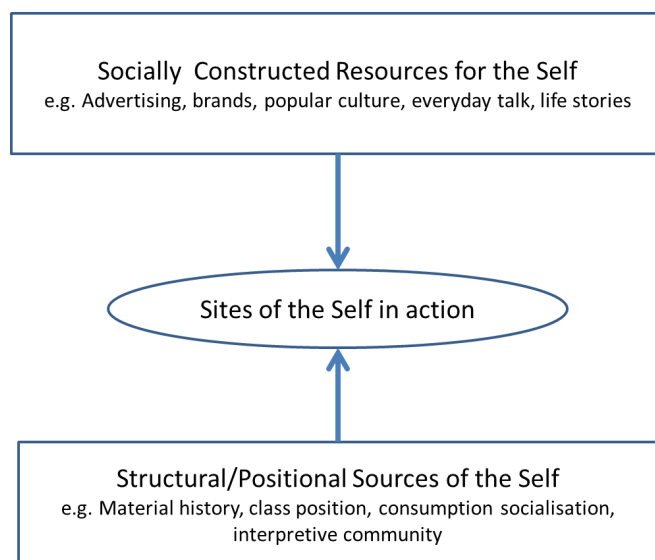 Socially Constructed Resources for the Self
e.g. Advertising, brands, popular culture, everyday talk, life stories
Sites of the Self in action
Structural/Positional Sources of the Self
e.g. Material history, class position, consumption socialisation,
interpretive community